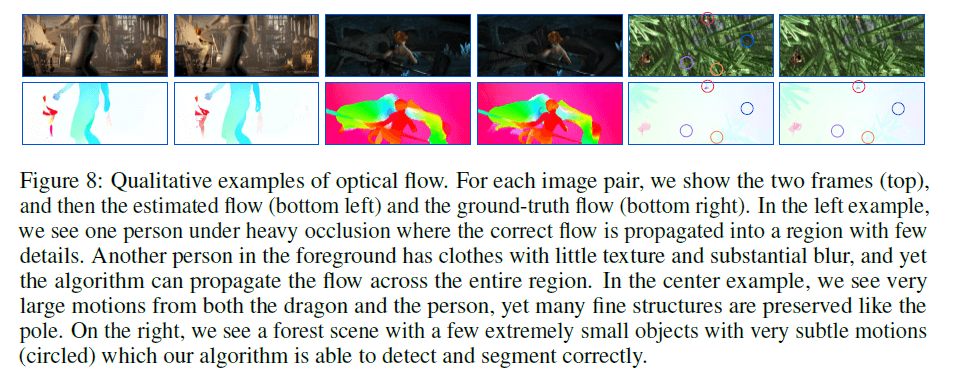 Figure 8: Qualitative examples of optical flow. For each image pair, we show the two frames (top),
and then the estimated flow (bottom left) and the ground-truth flow (bottom right). In the left example,
we see one person under heavy occlusion where the correct flow is propagated into a region with few
details. Another person in the foreground has clothes with little texture and substantial blur, and yet
the algorithm can propagate the flow across the entire region. In the center example, we see very
large motions from both the dragon and the person, yet many fine structures are preserved like the
pole. On the right, we see a forest scene with a few extremely small objects with very subtle motions
(circled) which our algorithm is able to detect and segment correctly.